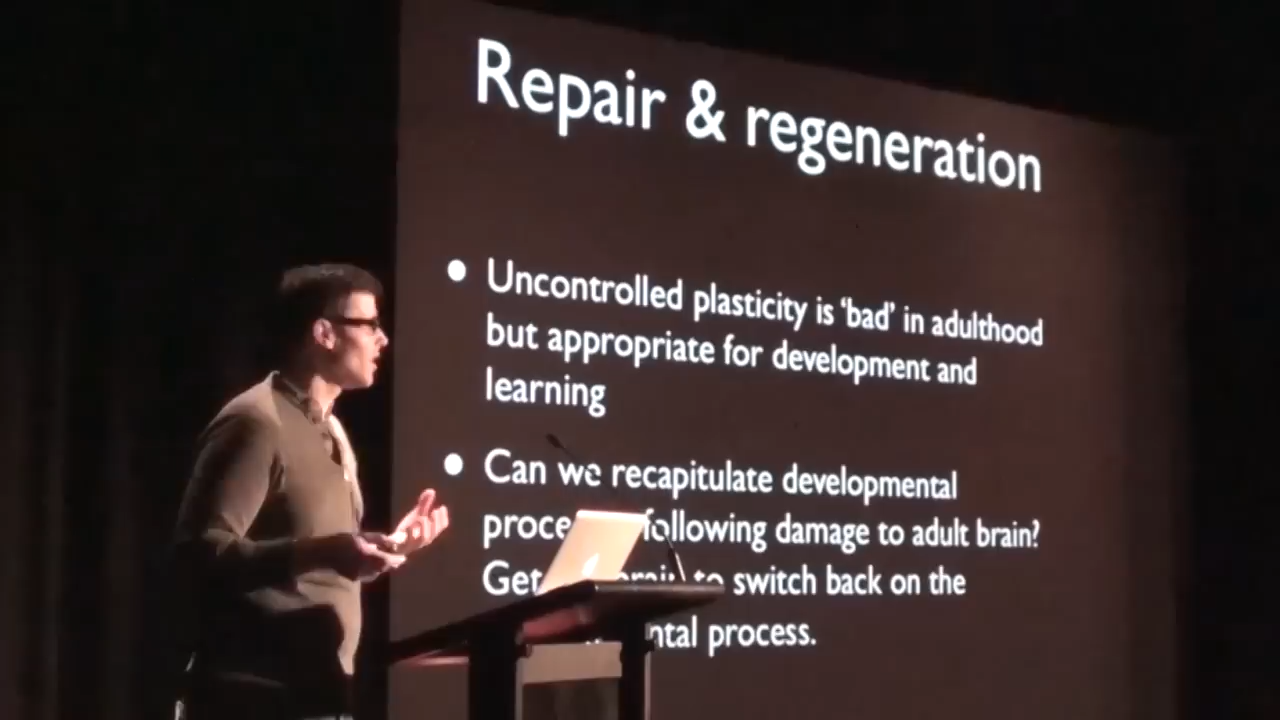 Repair & regeneration
• Uncontrolled plasticity is ‘bad’ in adulthood
but appropriate for development and
learning
• Can we recapitulate developmental
following damage to adult brain?
Get brain to switch back on the
process.